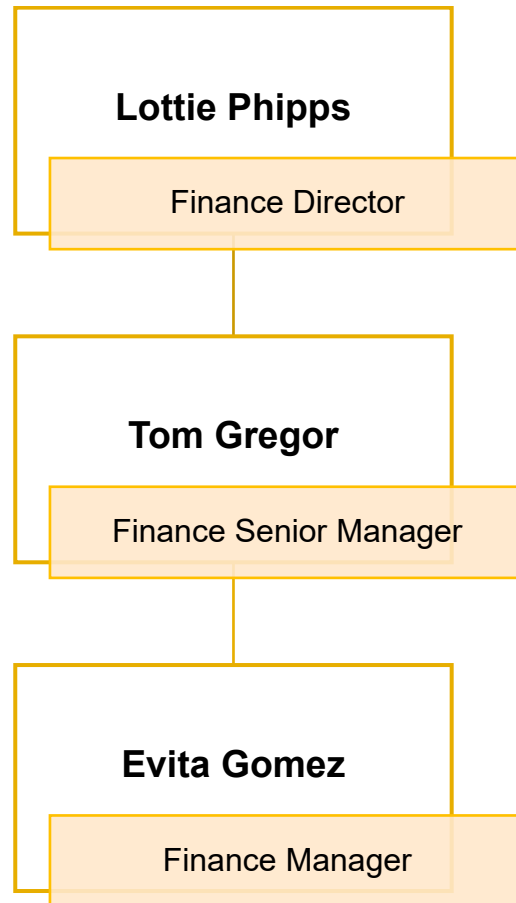 Lottie Phipps
Finance Director
Tom Gregor
Finance Senior Manager
Evita Gomez
Finance Manager